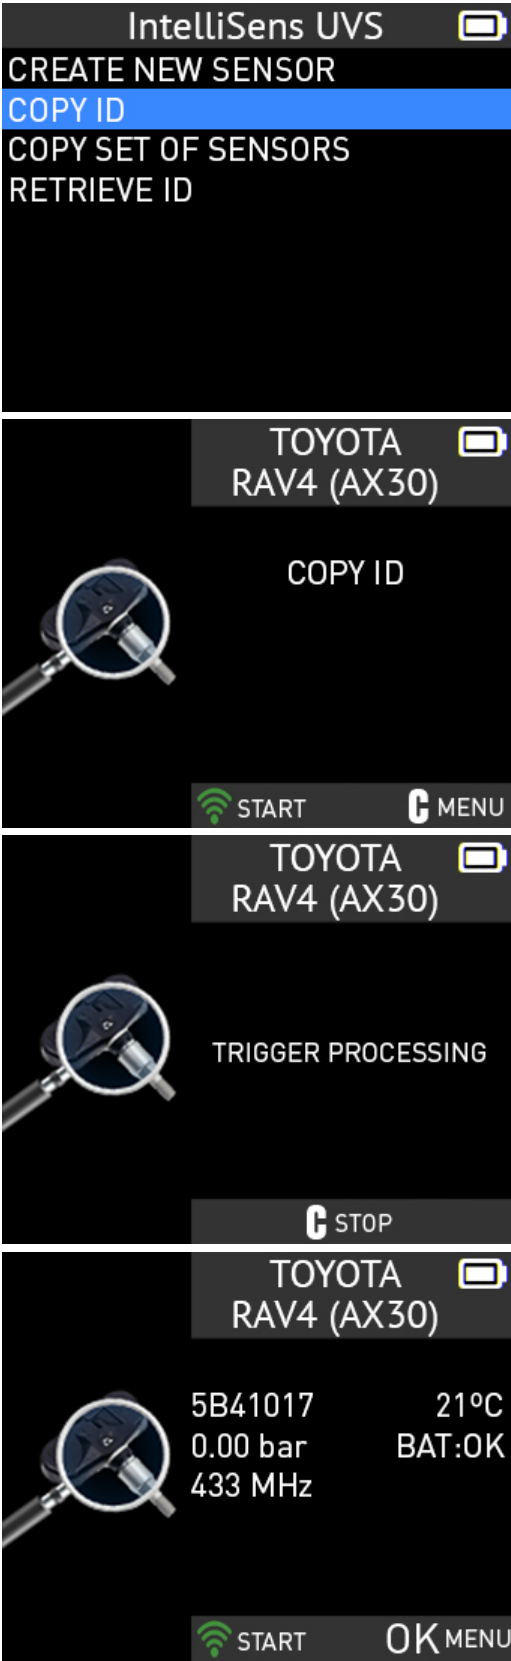 IntelliSens UVS
CREATE NEW SENSOR
COPY ID
COPY SET OF SENSORS
RETRIEVE ID
TOYOTA
RAV4 (AX30)
COPY ID
START C MENU
TOYOTA
RAV4 (AX30)
TRIGGER PROCESSING
C STOP
TOYOTA
RAV4 (AX30)
5B41017 21ºC
0.00 bar BAT:OK
433 MHz
START OK MENU